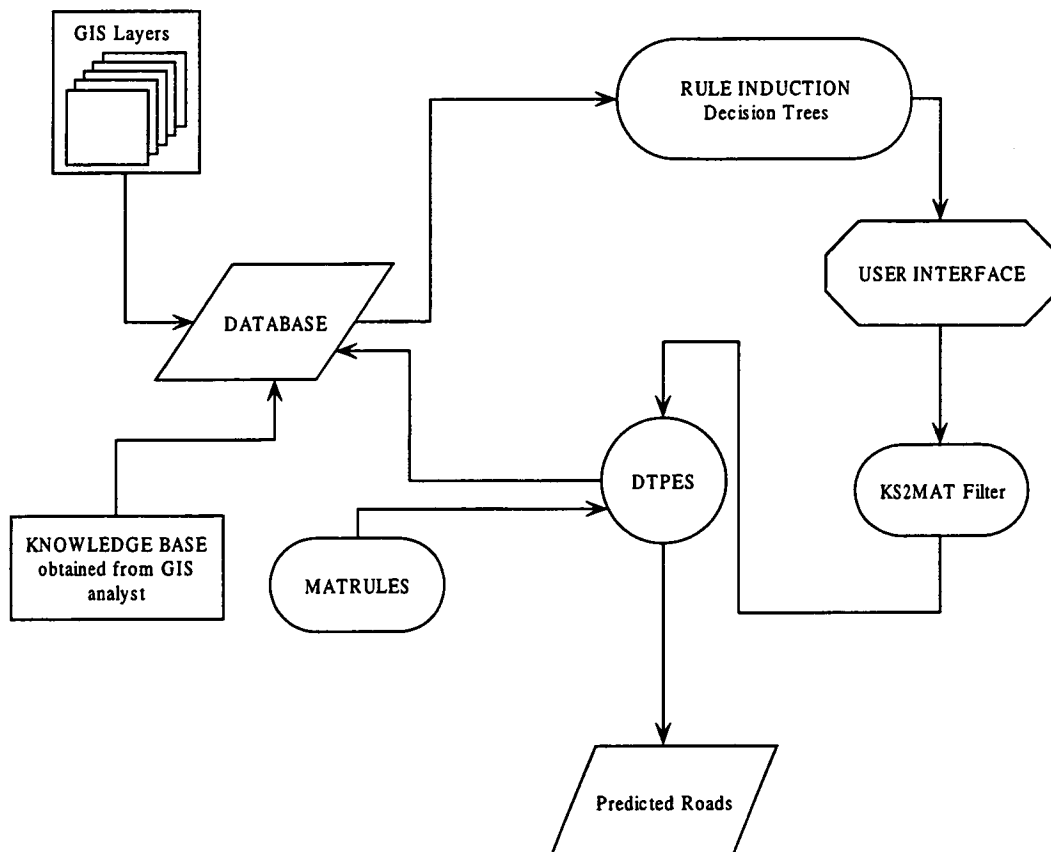 GIS Layers
RULE INDUCTION
Decision Trees
USER INTERFACE
DATABASE
DTPES
KS2MAT Filter
KNOWLEDGE BASE
obtained from GIS
analyst
MATRULES
Predicted Roads